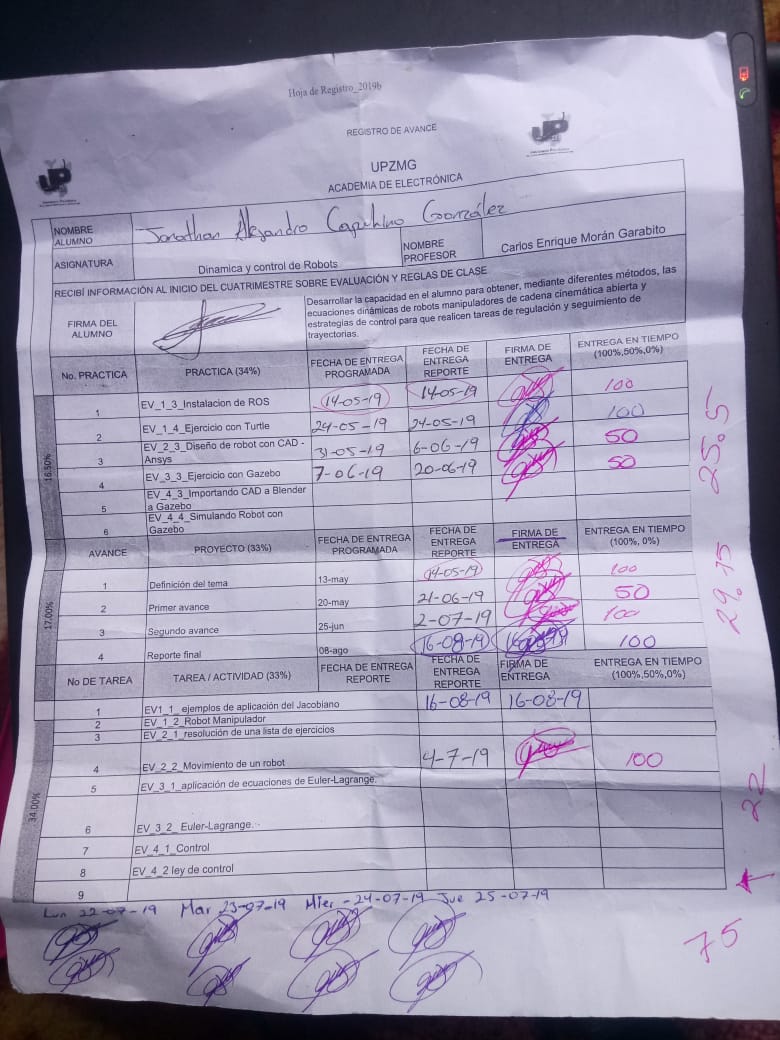 Hoja de Registro_2019b
REGISTRO DE AVANCE
UPZMG
ACADEMIA DE ELECTRÓNICA
NOMBRE ALUMNO Jonathan Alejandro González
ASIGNATURA Dinamica y control de Robots NOMBRE PROFESOR Carlos Enrique Morán Garabito
RECIBÍ INFORMACIÓN AL INICIO DEL CUATRIMESTRE SOBRE EVALUACIÓN Y REGLAS DE CLASE
FIRMA DEL ALUMNO
Desarrollar la capacidad en el alumno para obtener, mediante diferentes métodos, las
ecuaciones dinámicas de robots manipuladores de cadena cinemática abierta y
estrategias de control para que realicen tareas de regulación y seguimiento de
trayectorias.
No. PRACTICA PRACTICA (34%) FECHA DE ENTREGA PROGRAMADA FECHA DE ENTREGA REPORTE FIRMA DE ENTREGA ENTREGA EN TIEMPO (100%,50%,0%)
16.50%
1 EV_1_3_Instalacion de ROS 14-05-19 14-05-19 100
2 EV_1_4_Ejercicio con Turtle 24-05-19 24-05-19 100
3 EV_2_3_Diseño de robot con CAD - Ansys 31-05-19 6-06-19 50
4 EV_3_3_Ejercicio con Gazebo 7-06-19 20-06-19 50
5 EV_4_3_Importando CAD a Blender a Gazebo
6 EV_4_4_Simulando Robot con Gazebo
25.5
AVANCE PROYECTO (33%) FECHA DE ENTREGA PROGRAMADA FECHA DE ENTREGA REPORTE FIRMA DE ENTREGA ENTREGA EN TIEMPO (100%, 0%)
17.00%
1 Definición del tema 13-may 14-05-19 100
2 Primer avance 20-may 21-06-19 50
3 Segundo avance 25-jun 2-07-19 100
4 Reporte final 08-ago 16-08-19 16-08-19 100
29.75
No DE TAREA TAREA / ACTIVIDAD (33%) FECHA DE ENTREGA REPORTE FECHA DE ENTREGA REPORTE FIRMA DE ENTREGA ENTREGA EN TIEMPO (100%,50%,0%)
34.00%
1 EV1_1_ ejemplos de aplicación del Jacobiano 16-08-19 16-08-19
2 EV_1_2_Robot Manipulador
3 EV_2_1_resolución de una lista de ejercicios
4 EV_2_2_Movimiento de un robot 4-7-19 100
5 EV_3_1_aplicación de ecuaciones de Euler-Lagrange.
6 EV_3_2_ Euler-Lagrange.
7 EV_4_1_Control
8 EV_4_2 ley de control
9
22
Lun 22-07-19 Mar 23-07-19 Mier - 24-07-19 Jue 25-07-19
75